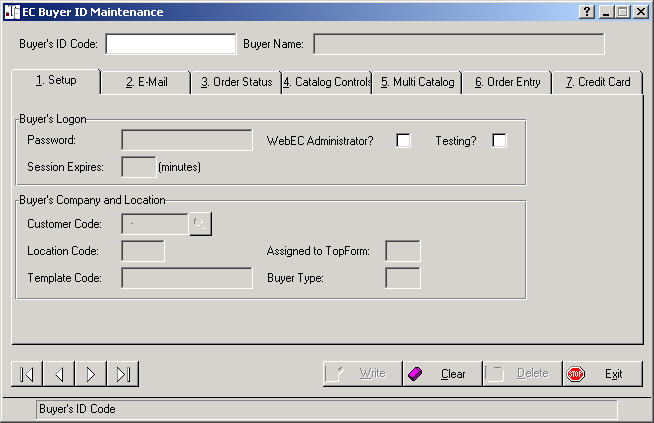 EC Buyer ID Maintenance
Buyer's ID Code: Buyer Name:
1. Setup 2. E-Mail 3. Order Status 4. Catalog Controls 5. Multi Catalog 6. Order Entry 7. Credit Card
Buyer's Logon
Password: WebEC Administrator? Testing?
Session Expires: (minutes)
Buyer's Company and Location
Customer Code: -
Location Code: Assigned to TopForm:
Template Code: Buyer Type:
Write Clear Delete STOP Exit
Buyer's ID Code